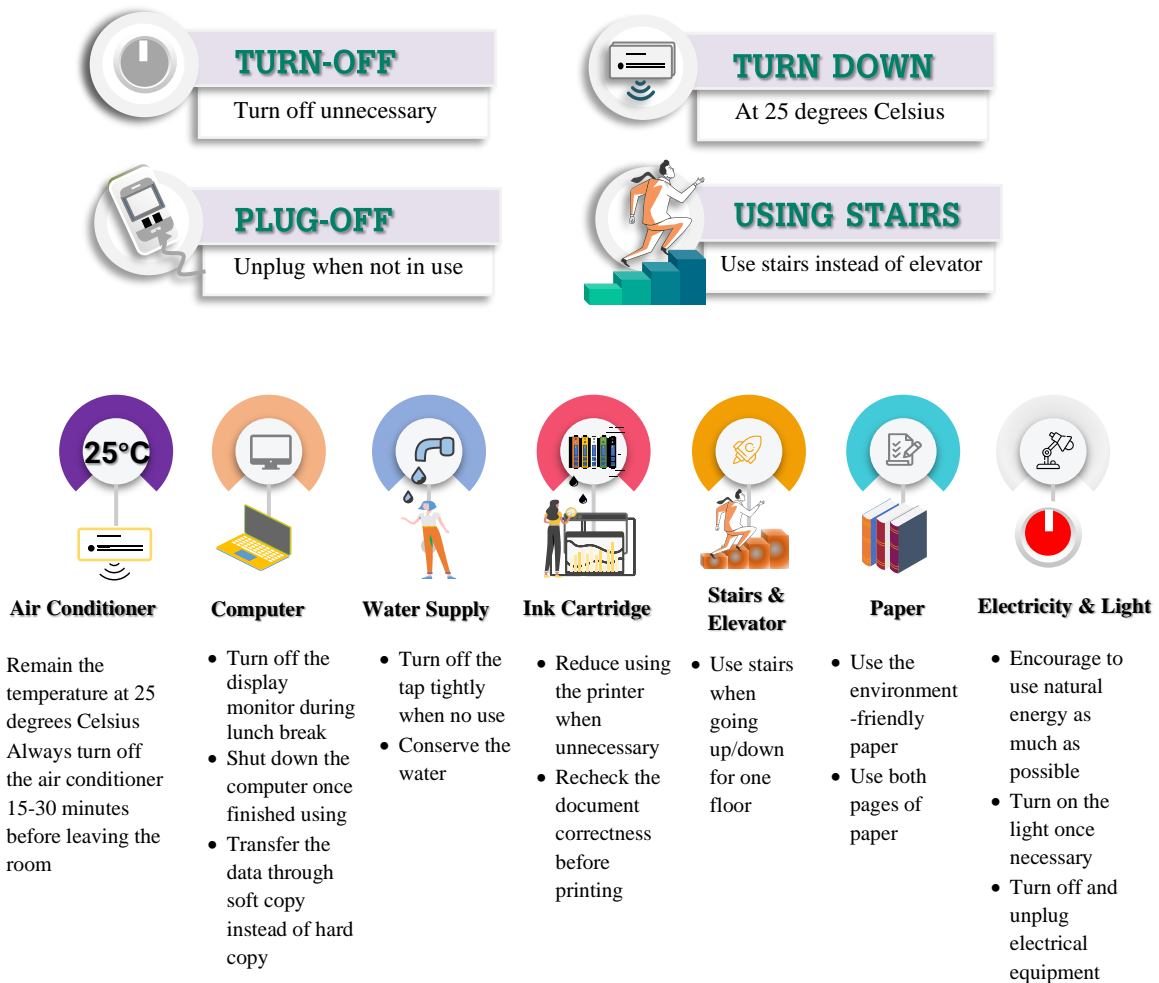 TURN-OFF
Turn off unnecessary
TURN DOWN
At 25 degrees Celsius
PLUG-OFF
Unplug when not in use
USING STAIRS
Use stairs instead of elevator
25°C
Air Conditioner
Remain the
temperature at 25
degrees Celsius
Always turn off
the air conditioner
15-30 minutes
before leaving the
room
Computer
• Turn off the
display
monitor during
lunch break
• Shut down the
computer once
finished using
• Transfer the
data through
soft copy
instead of hard
copy
Water Supply
• Turn off the
tap tightly
when no use
• Conserve the
water
Ink Cartridge
• Reduce using
the printer
when
unnecessary
• Recheck the
document
correctness
before
printing
Stairs &
Elevator
• Use stairs
when
going
up/down
for one
floor
Paper
• Use the
environment
-friendly
paper
• Use both
pages of
paper
Electricity & Light
• Encourage to
use natural
energy as
much as
possible
• Turn on the
light once
necessary
• Turn off and
unplug
electrical
equipment